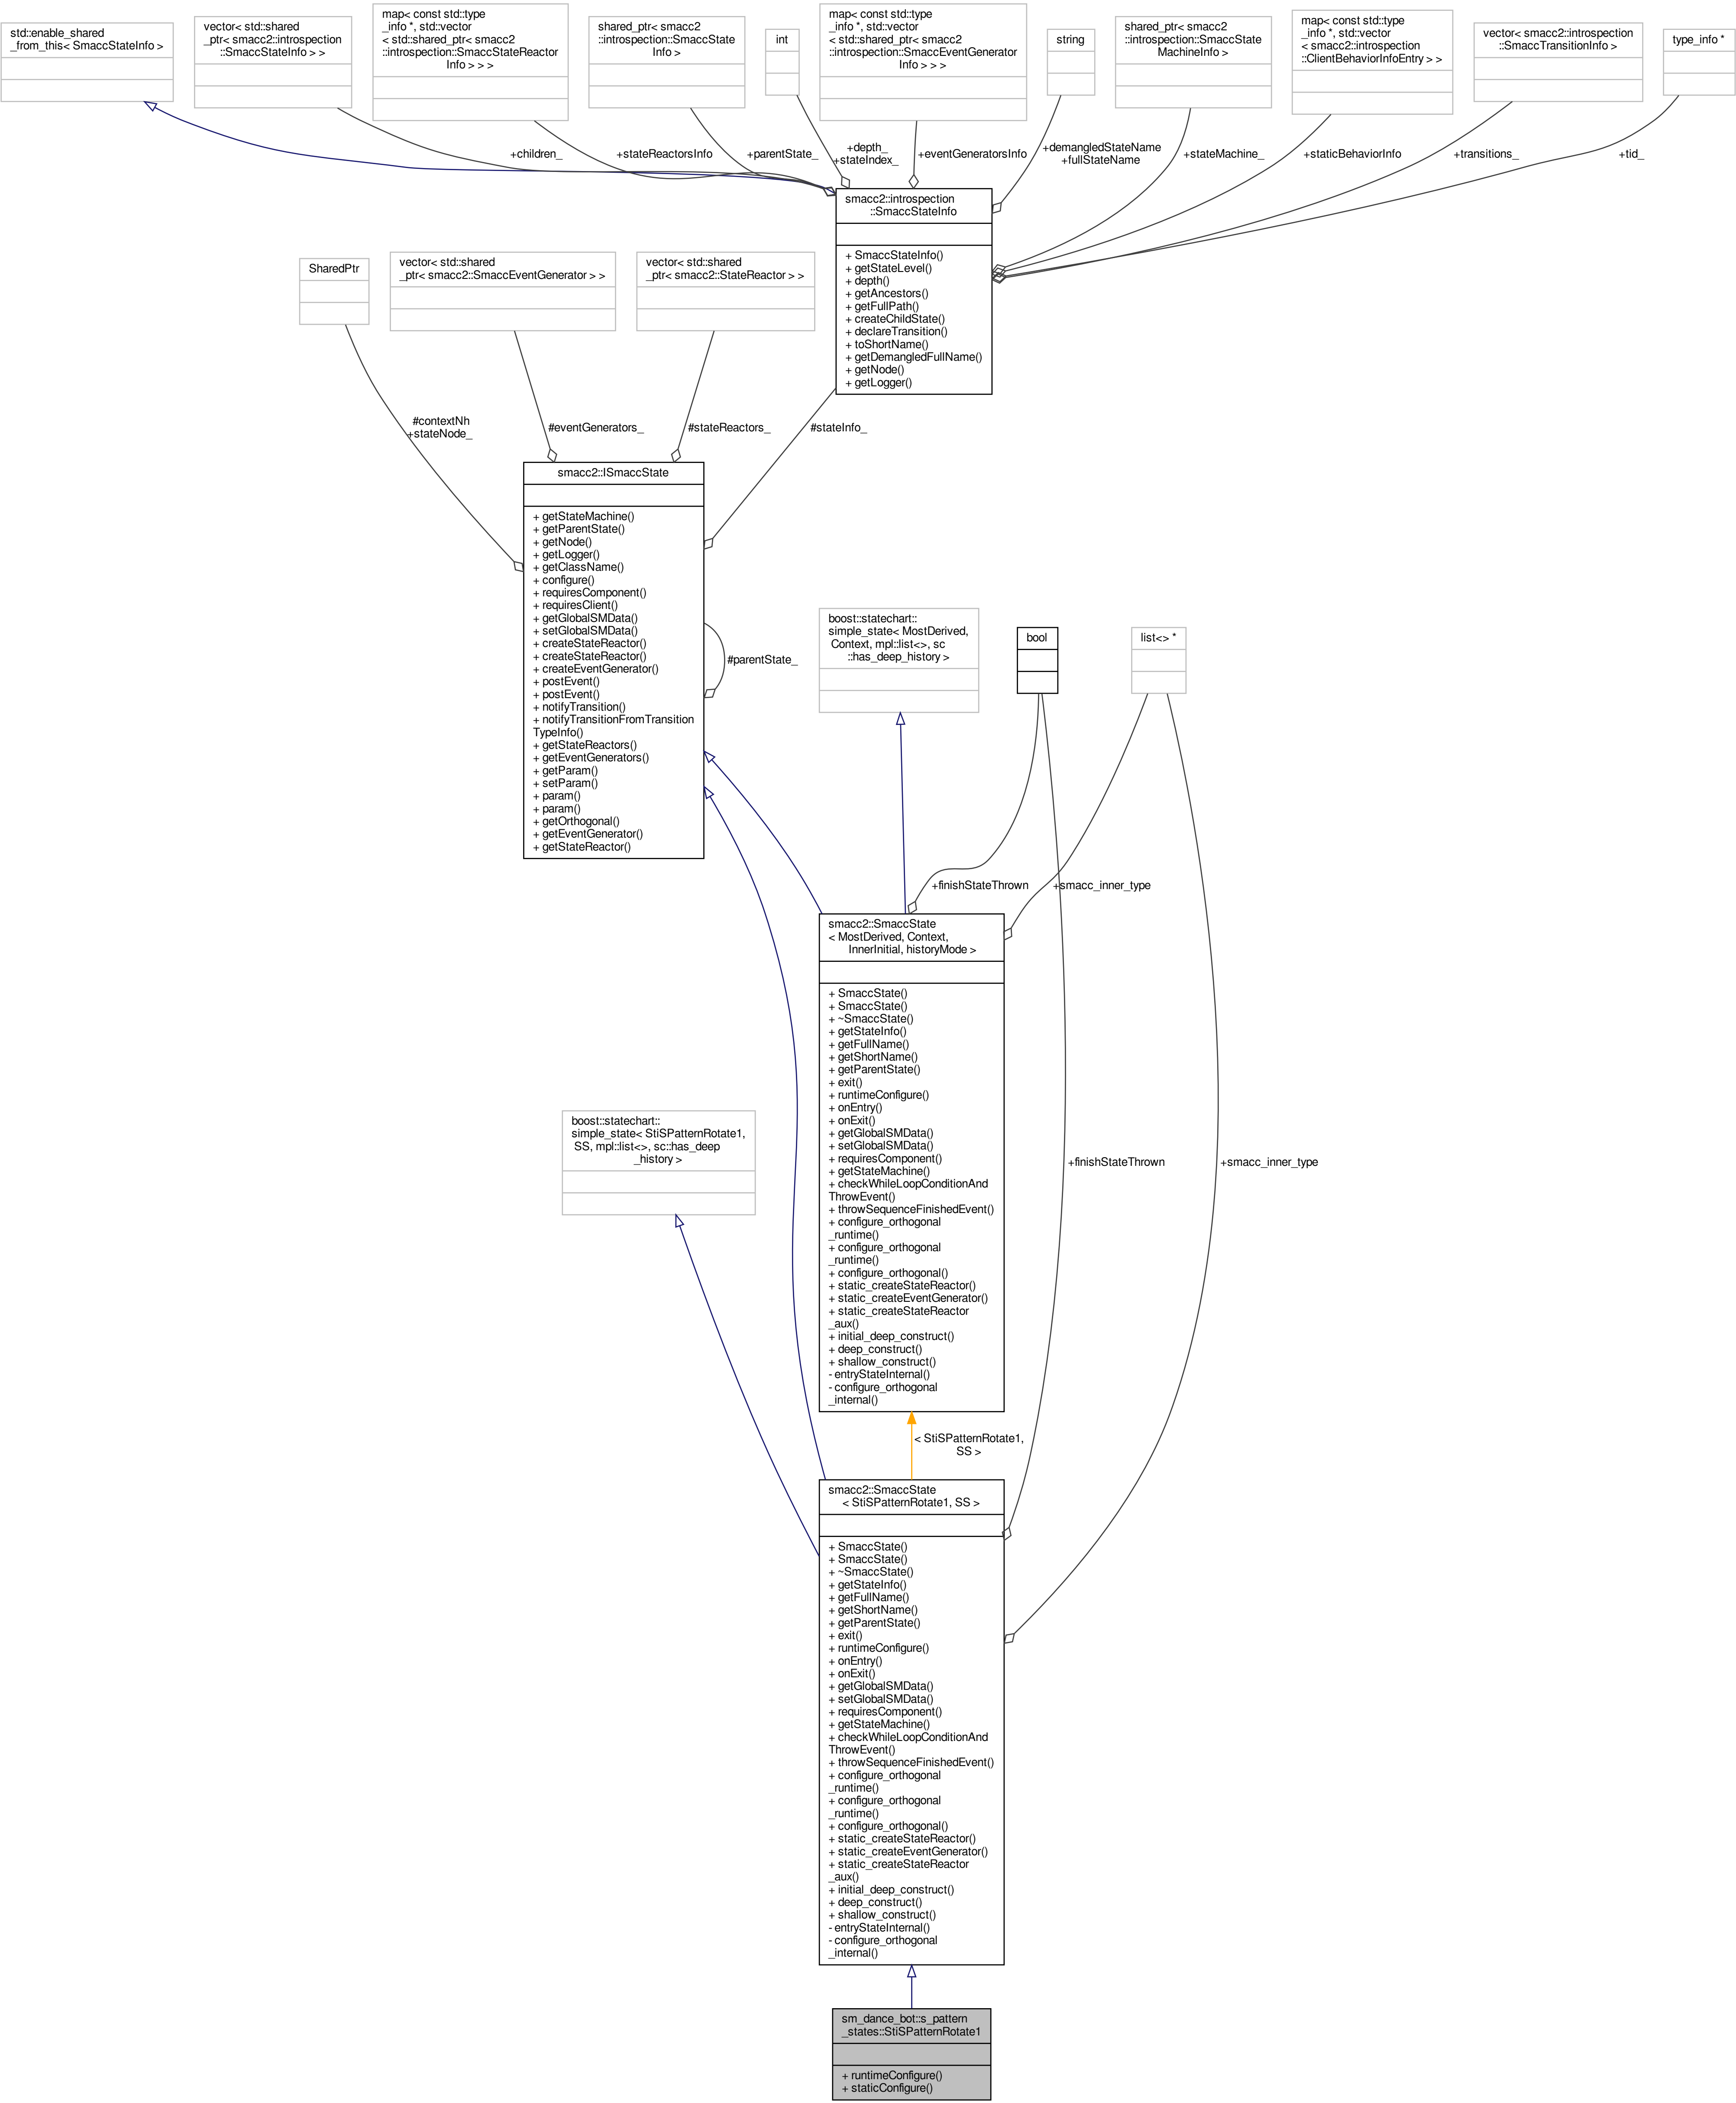 std::enable_shared
_from_this< SmaccStateInfo >
vector< std::shared
_ptr< smacc2::introspection
::SmaccStateInfo > >
map< const std::type
_info *, std::vector
< std::shared_ptr< smacc2
::introspection::SmaccStateReactor
Info > > >
shared_ptr< smacc2
::introspection::SmaccState
Info >
int
map< const std::type
_info *, std::vector
< std::shared_ptr< smacc2
::introspection::SmaccEventGenerator
Info > > >
string
shared_ptr< smacc2
::introspection::SmaccState
MachineInfo >
map< const std::type
_info *, std::vector
< smacc2::introspection
::ClientBehaviorInfoEntry > >
vector< smacc2::introspection
::SmaccTransitionInfo >
type_info *
+children_
+stateReactorsInfo
+parentState_
+depth_
+stateIndex_
+eventGeneratorsInfo
+demangledStateName
+fullStateName
+stateMachine_
+staticBehaviorInfo
+transitions_
+tid_
smacc2::introspection
::SmaccStateInfo
+ SmaccStateInfo()
+ getStateLevel()
+ depth()
+ getAncestors()
+ getFullPath()
+ createChildState()
+ declareTransition()
+ toShortName()
+ getDemangledFullName()
+ getNode()
+ getLogger()
SharedPtr
vector< std::shared
_ptr< smacc2::SmaccEventGenerator > >
vector< std::shared
_ptr< smacc2::StateReactor > >
#contextNh
+stateNode_
#eventGenerators_
#stateReactors_
#stateInfo_
smacc2::ISmaccState
+ getStateMachine()
+ getParentState()
+ getNode()
+ getLogger()
+ getClassName()
+ configure()
+ requiresComponent()
+ requiresClient()
+ getGlobalSMData()
+ setGlobalSMData()
+ createStateReactor()
+ createStateReactor()
+ createEventGenerator()
+ postEvent()
+ postEvent()
+ notifyTransition()
+ notifyTransitionFromTransition
TypeInfo()
+ getStateReactors()
+ getEventGenerators()
+ getParam()
+ setParam()
+ param()
+ param()
+ getOrthogonal()
+ getEventGenerator()
+ getStateReactor()
#parentState_
boost::statechart::
simple_state< MostDerived,
Context, mpl::list<>, sc
::has_deep_history >
bool
list<> *
+finishStateThrown
+smacc_inner_type
smacc2::SmaccState
< MostDerived, Context,
InnerInitial, historyMode >
+ SmaccState()
+ SmaccState()
+ ~SmaccState()
+ getStateInfo()
+ getFullName()
+ getShortName()
+ getParentState()
+ exit()
+ runtimeConfigure()
+ onEntry()
+ onExit()
+ getGlobalSMData()
+ setGlobalSMData()
+ requiresComponent()
+ getStateMachine()
+ checkWhileLoopConditionAnd
ThrowEvent()
+ throwSequenceFinishedEvent()
+ configure_orthogonal
_runtime()
+ configure_orthogonal
_runtime()
+ configure_orthogonal()
+ static_createStateReactor()
+ static_createEventGenerator()
+ static_createStateReactor
_aux()
+ initial_deep_construct()
+ deep_construct()
+ shallow_construct()
- entryStateInternal()
- configure_orthogonal
_internal()
boost::statechart::
simple_state< StiSPatternRotate1,
SS, mpl::list<>, sc::has_deep
_history >
+finishStateThrown
+smacc_inner_type
< StiSPatternRotate1,
SS >
smacc2::SmaccState
< StiSPatternRotate1, SS >
+ SmaccState()
+ SmaccState()
+ ~SmaccState()
+ getStateInfo()
+ getFullName()
+ getShortName()
+ getParentState()
+ exit()
+ runtimeConfigure()
+ onEntry()
+ onExit()
+ getGlobalSMData()
+ setGlobalSMData()
+ requiresComponent()
+ getStateMachine()
+ checkWhileLoopConditionAnd
ThrowEvent()
+ throwSequenceFinishedEvent()
+ configure_orthogonal
_runtime()
+ configure_orthogonal
_runtime()
+ configure_orthogonal()
+ static_createStateReactor()
+ static_createEventGenerator()
+ static_createStateReactor
_aux()
+ initial_deep_construct()
+ deep_construct()
+ shallow_construct()
- entryStateInternal()
- configure_orthogonal
_internal()
sm_dance_bot::s_pattern
_states::StiSPatternRotate1
+ runtimeConfigure()
+ staticConfigure()